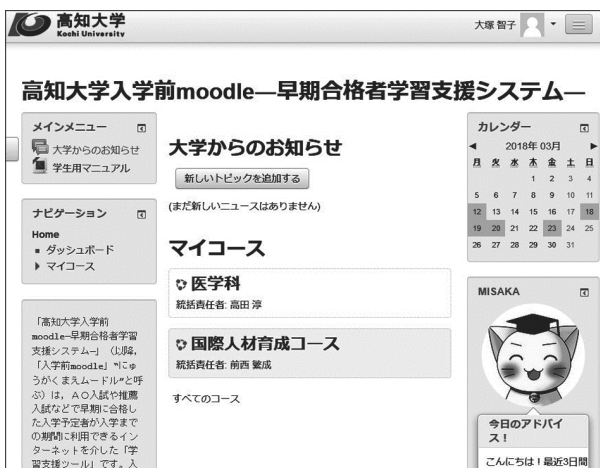 高知大学
Kochi University
大塚 智子
高知大学入学前moodle―早期合格者学習支援システム―
メインメニュー
大学からのお知らせ
学生用マニュアル
ナビゲーション
Home
ダッシュボード
マイコース
「高知大学入学前
moodle―早期合格者学習
支援システム―」(以降,
「入学前moodle」"にゅ
うがくまえムードル"と呼
ぶ)は, AO入試や推薦
入試などで早期に合格し
た入学予定者が入学まで
の期間に利用できるイン
ターネットを介した「学
習支援ツール」です。入
大学からのお知らせ
新しいトピックを追加する
(まだ新しいニュースはありません)
マイコース
医学科
統括責任者: 高田 淳
国際人材育成コース
統括責任者: 前西 繁成
すべてのコース
カレンダー
◀ 2018年 03月 ▶
月 火 水 木 金 土 日
1 2 3 4
5 6 7 8 9 10 11
12 13 14 15 16 17 18
19 20 21 22 23 24 25
26 27 28 29 30 31
MISAKA
今日のアドバイ
ス!
こんにちは!最近3日間